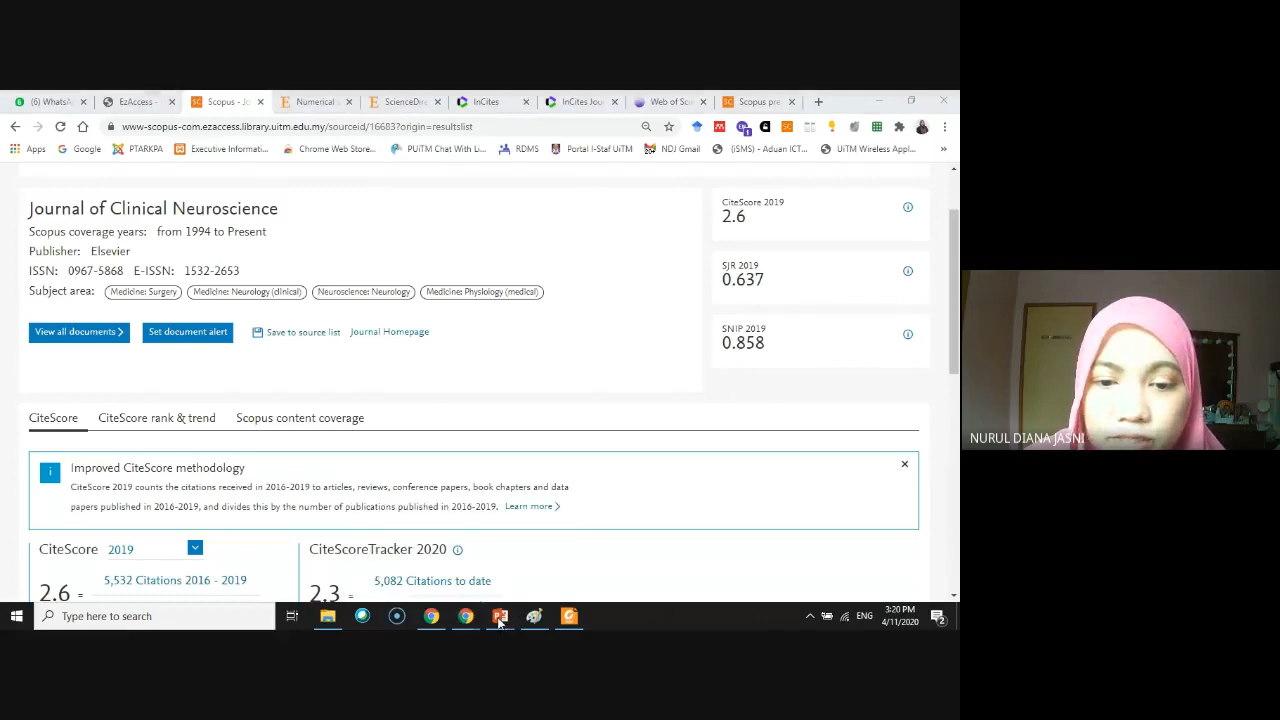 (6) WhatsA
EzAccess -
Scopus - Jo
Numerical
ScienceDire
InCites
InCites Jou
Web of Scie
Scopus pre
www-scopus-com.ezaccess.library.uitm.edu.my/sourceid/16683?origin=resultslist
Apps
Google
PTARKPA
Executive Informati...
Chrome Web Store...
PUiTM Chat With Li...
RDMS
Portal I-Staf UiTM
NDJ Gmail
(iSMS) - Aduan ICT...
UiTM Wireless Appl...
Journal of Clinical Neuroscience
Scopus coverage years: from 1994 to Present
Publisher: Elsevier
ISSN: 0967-5868 E-ISSN: 1532-2653
Subject area: Medicine: Surgery Medicine: Neurology (clinical) Neuroscience: Neurology Medicine: Physiology (medical)
View all documents > Set document alert Save to source list Journal Homepage
CiteScore 2019
2.6
SJR 2019
0.637
SNIP 2019
0.858
CiteScore CiteScore rank & trend Scopus content coverage
Improved CiteScore methodology
CiteScore 2019 counts the citations received in 2016-2019 to articles, reviews, conference papers, book chapters and data
papers published in 2016-2019, and divides this by the number of publications published in 2016-2019. Learn more >
CiteScore 2019
2.6 =
5,532 Citations 2016 - 2019
CiteScoreTracker 2020
2.3 =
5,082 Citations to date
NURUL DIANA JASNI
Type here to search
ENG
3:20 PM
4/11/2020
2